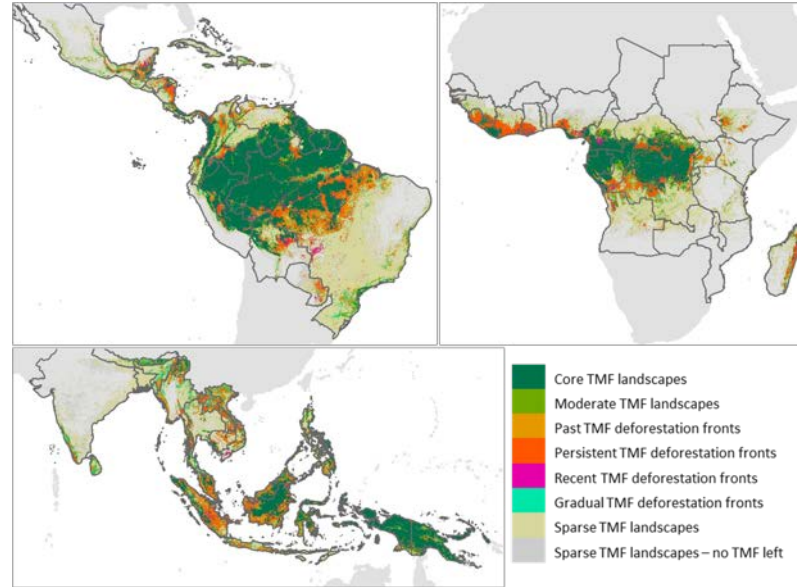 Core TMF landscapes
Moderate TMF landscapes
Past TMF deforestation fronts
Persistent TMF deforestation fronts
Recent TMF deforestation fronts
Gradual TMF deforestation fronts
Sparse TMF landscapes
Sparse TMF landscapes – no TMF left